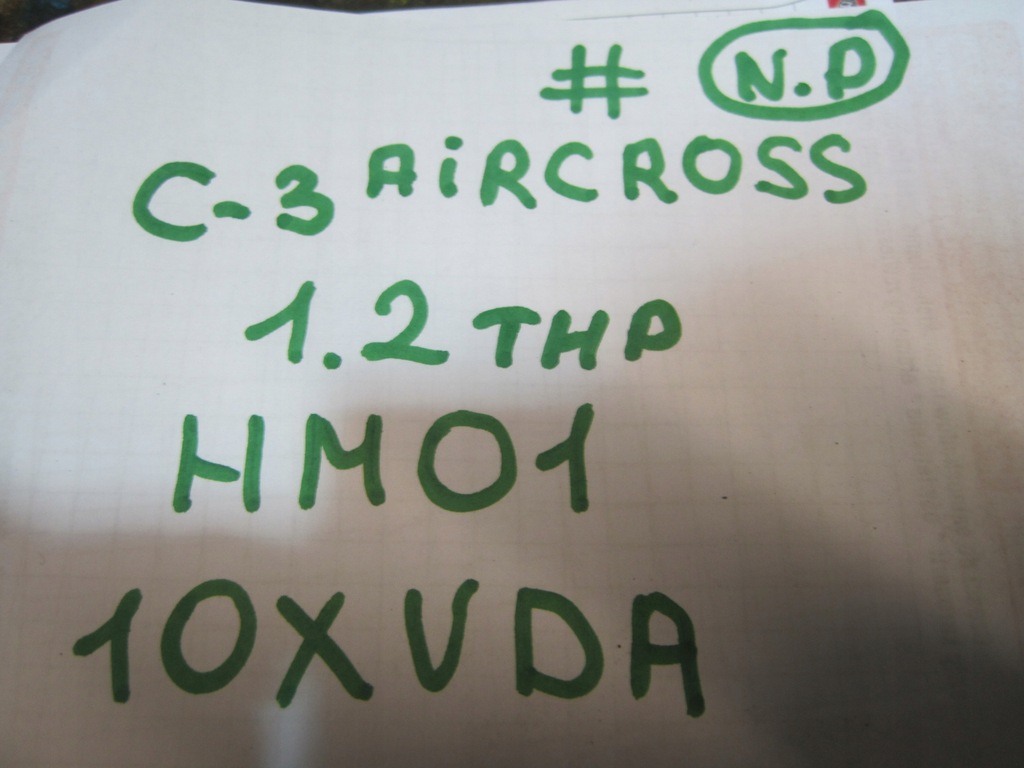 # N.P
C-3 AiRCROSS
1.2 THP
HM01
10XVDA